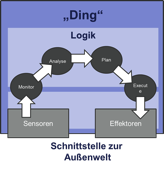 „Ding“
Logik
Analyse
Plan
Monitor
Execut
e
Sensoren
Effektoren
Schnittstelle zur
Außenwelt